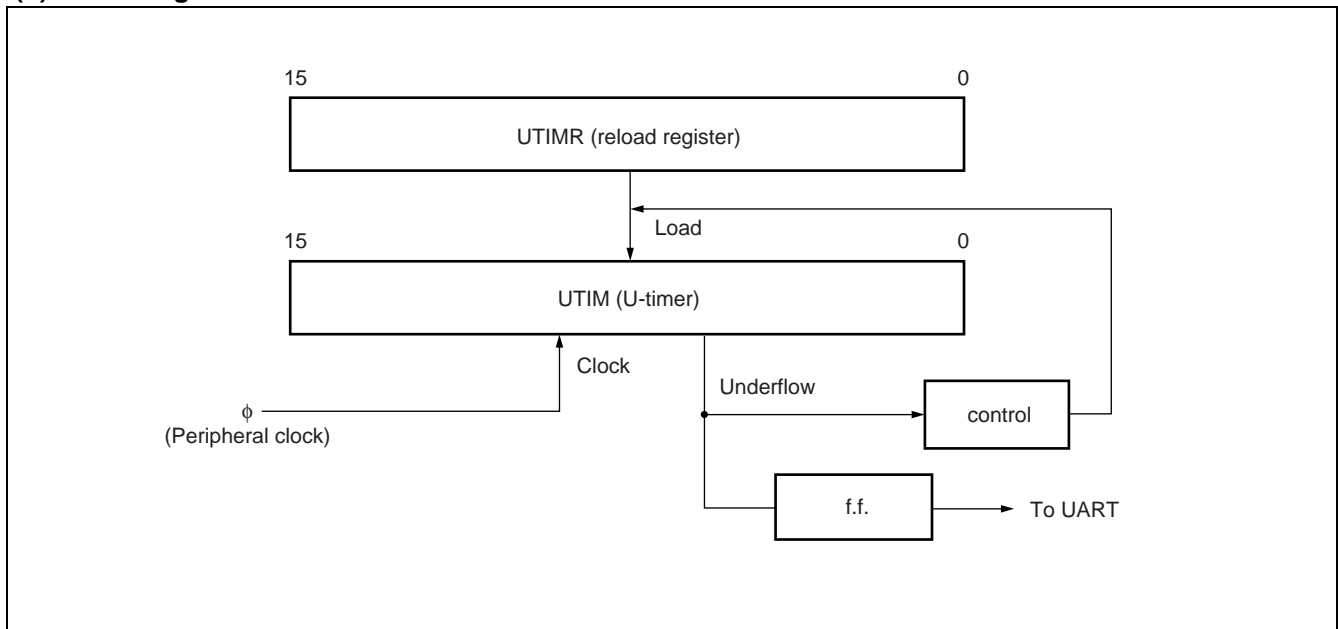 15 0
UTIMR (reload register)
Load
15 0
UTIM (U-timer)
Clock
Underflow
φ
(Peripheral clock)
control
f.f.
To UART